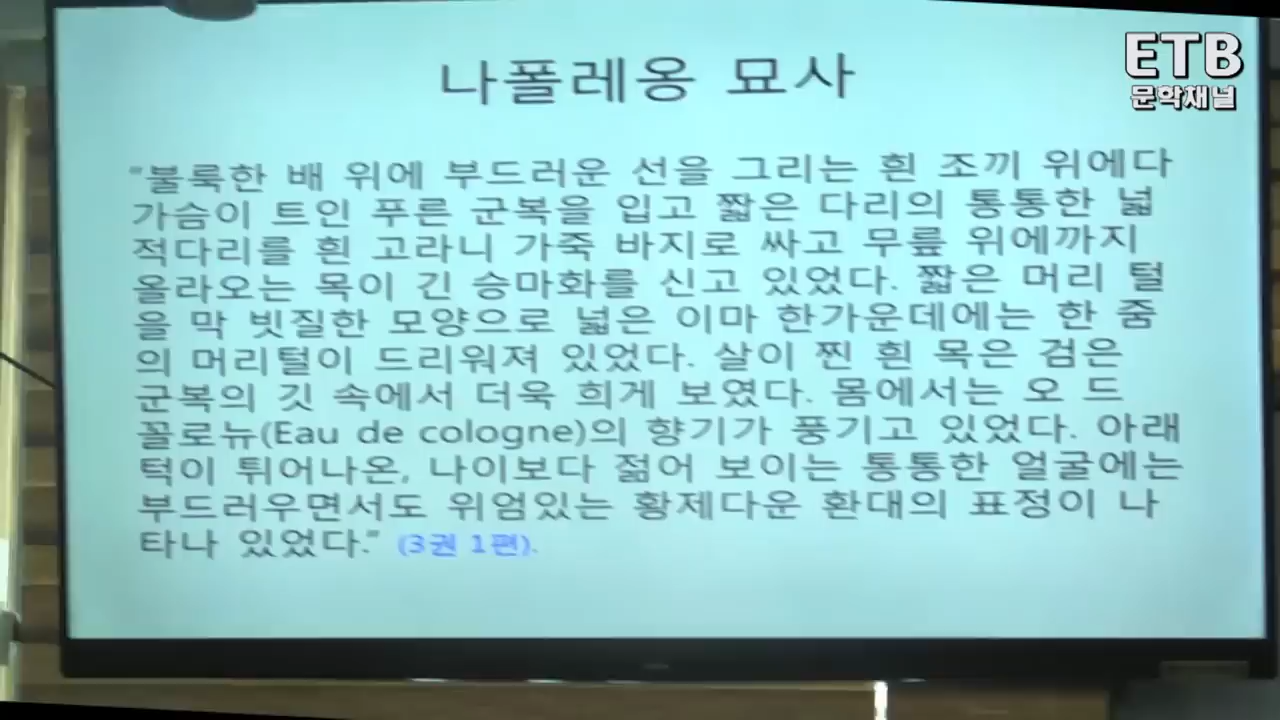 ETB
문학채널
나폴레옹 묘사
"불룩한 배 위에 부드러운 선을 그리는 흰 조끼 위에다
가슴이 트인 푸른 군복을 입고 짧은 다리의 통통한 넓
적다리를 흰 고라니 가죽 바지로 싸고 무릎 위에까지
올라오는 목이 긴 승마화를 신고 있었다. 짧은 머리 털
을 막 빗질한 모양으로 넓은 이마 한가운데에는 한 줌
의 머리털이 드리워져 있었다. 살이 찐 흰 목은 검은
군복의 깃 속에서 더욱 희게 보였다. 몸에서는 오 드
꼴로뉴(Eau de cologne)의 향기가 풍기고 있었다. 아래
턱이 튀어나온, 나이보다 젊어 보이는 통통한 얼굴에는
부드러우면서도 위엄있는 황제다운 환대의 표정이 나
타나 있었다." (3권 1편).